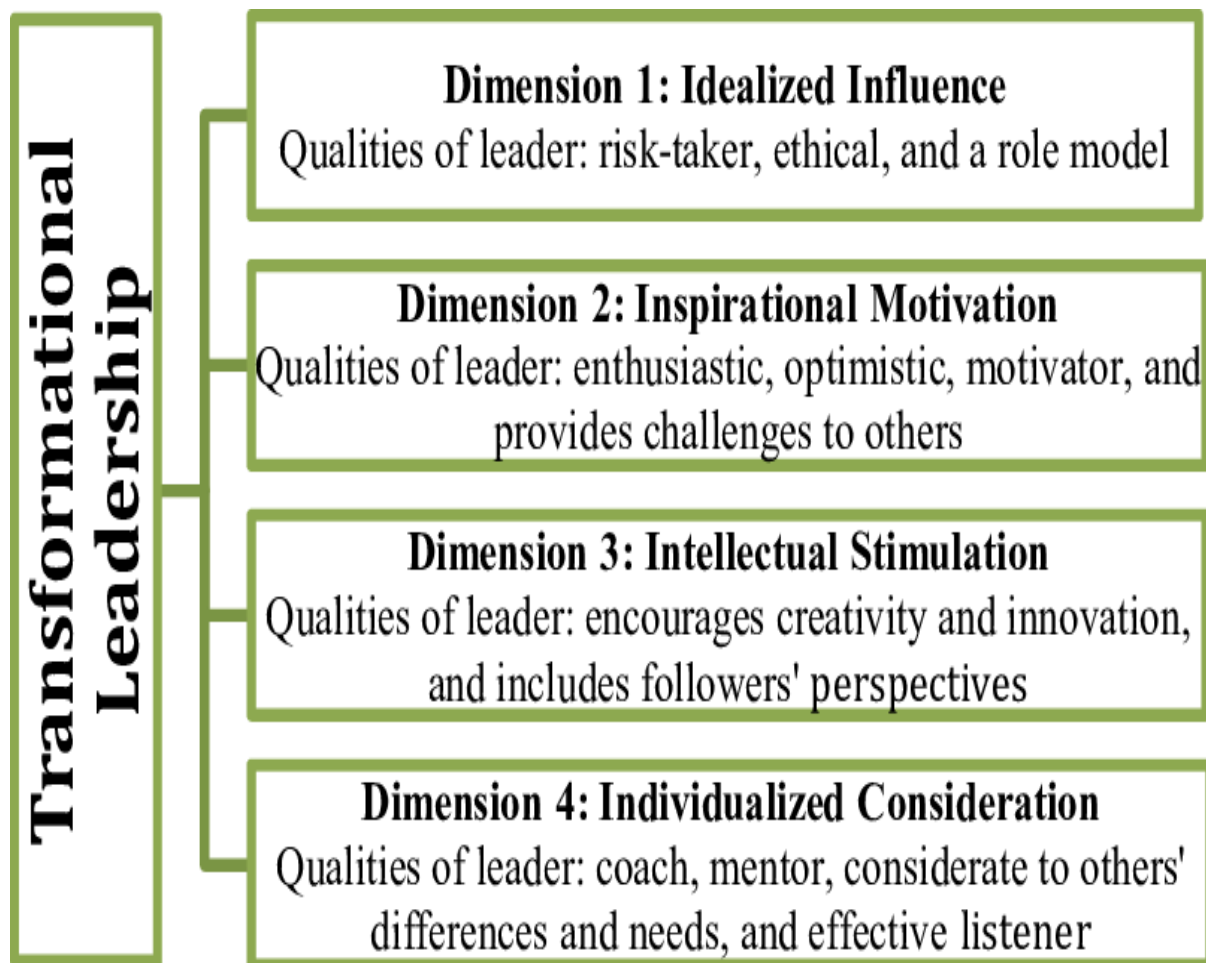 Transformational
Leadership
Dimension 1: Idealized Influence
Qualities of leader: risk-taker, ethical, and a role model
Dimension 2: Inspirational Motivation
Qualities of leader: enthusiastic, optimistic, motivator, and
provides challenges to others
Dimension 3: Intellectual Stimulation
Qualities of leader: encourages creativity and innovation,
and includes followers' perspectives
Dimension 4: Individualized Consideration
Qualities of leader: coach, mentor, considerate to others'
differences and needs, and effective listener